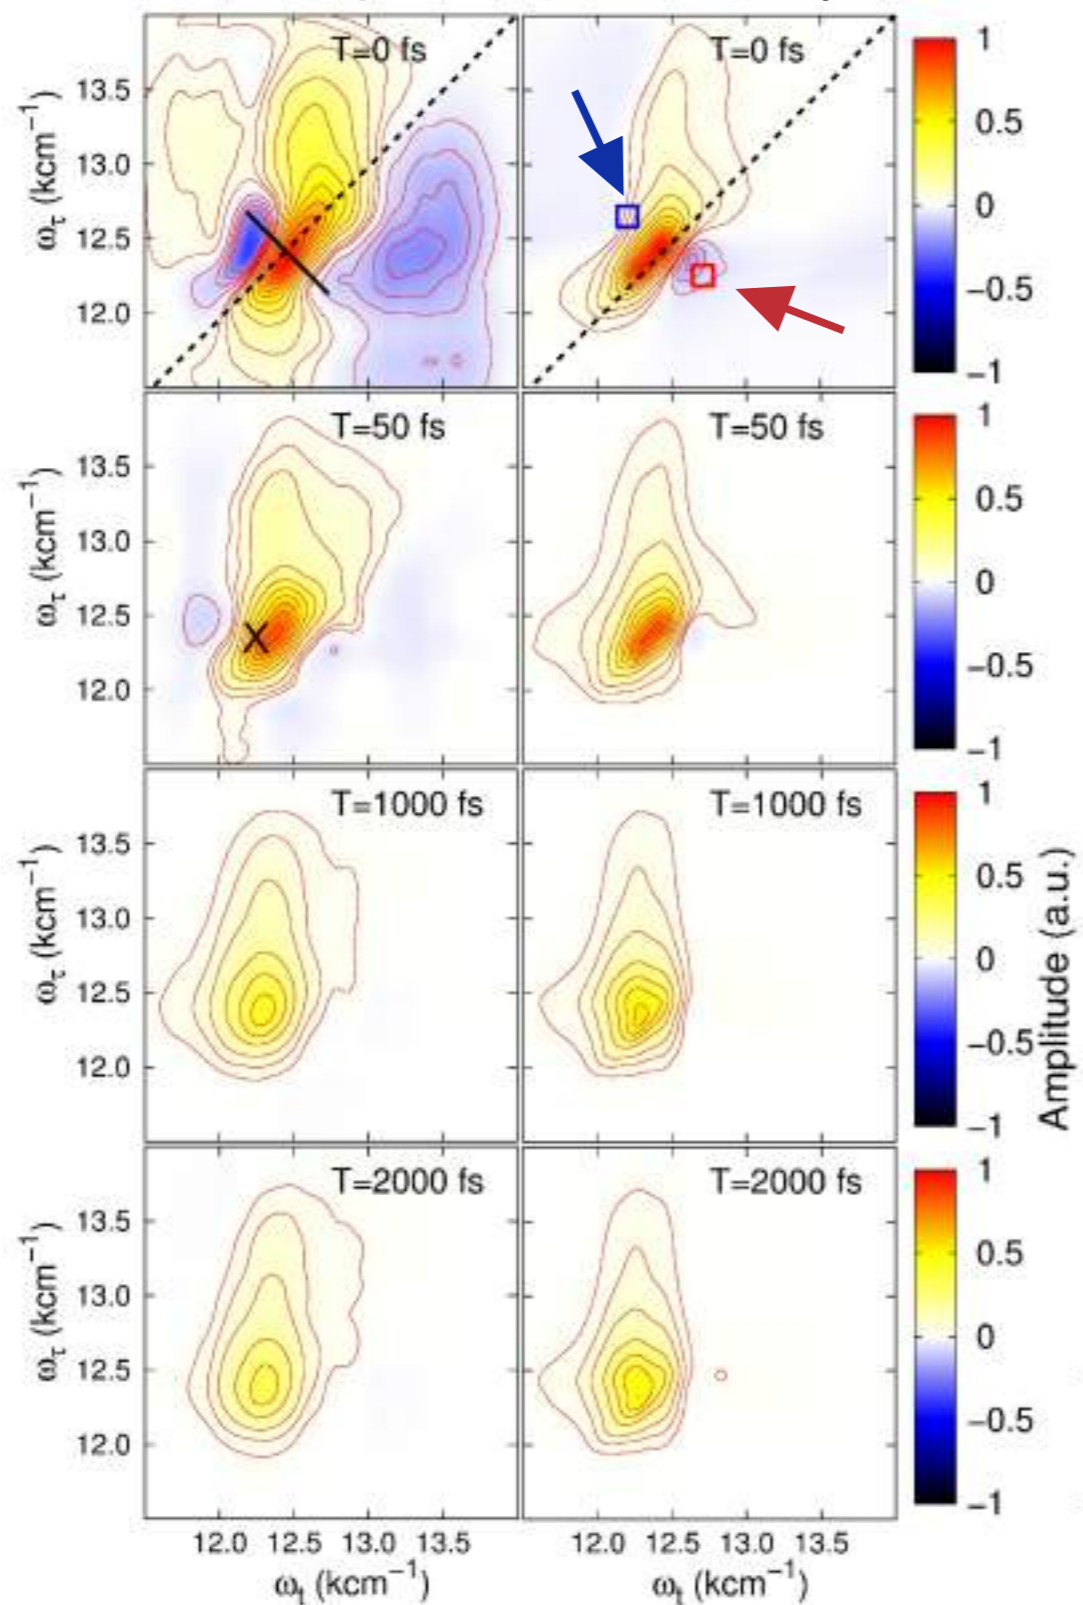 T=0 fs
T=0 fs
13.5
13.0
12.5
12.0
ωτ (kcm⁻¹)
1
0.5
0
−0.5
−1
T=50 fs
T=50 fs
X
13.5
13.0
12.5
12.0
ωτ (kcm⁻¹)
1
0.5
0
−0.5
−1
T=1000 fs
T=1000 fs
13.5
13.0
12.5
12.0
ωτ (kcm⁻¹)
1
0.5
0
−0.5
−1
Amplitude (a.u.)
T=2000 fs
T=2000 fs
13.5
13.0
12.5
12.0
ωτ (kcm⁻¹)
1
0.5
0
−0.5
−1
12.0 12.5 13.0 13.5
12.0 12.5 13.0 13.5
ωt (kcm⁻¹)
ωt (kcm⁻¹)